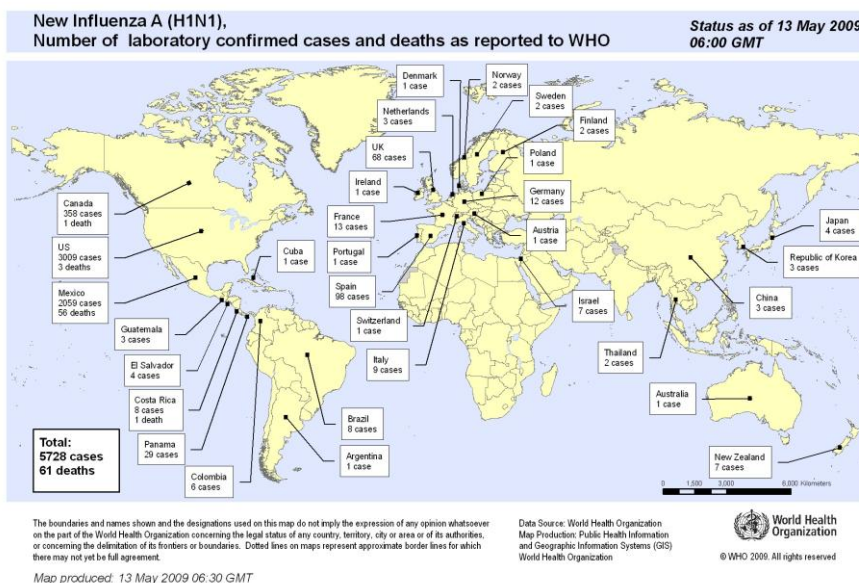 New Influenza A (H1N1),
Number of laboratory confirmed cases and deaths as reported to WHO
Status as of 13 May 2009
06:00 GMT
Denmark
1 case
Norway
2 cases
Netherlands
3 cases
Sweden
2 cases
Finland
2 cases
UK
68 cases
Poland
1 case
Ireland
1 case
Germany
12 cases
Canada
358 cases
1 death
France
13 cases
Austria
1 case
Japan
4 cases
US
3009 cases
3 deaths
Cuba
1 case
Portugal
1 case
Republic of Korea
3 cases
Mexico
2059 cases
56 deaths
Spain
98 cases
Israel
7 cases
China
3 cases
Guatemala
3 cases
Switzerland
1 case
Thailand
2 cases
El Salvador
4 cases
Italy
9 cases
Costa Rica
8 cases
1 death
Australia
1 case
Brazil
8 cases
Total:
5728 cases
61 deaths
Panama
29 cases
Argentina
1 case
New Zealand
7 cases
Colombia
6 cases
0 1,500 3,000 6,000 Kilometers
The boundaries and names shown and the designations used on this map do not imply the expression of any opinion whatsoever
on the part of the World Health Organization concerning the legal status of any country, territory, city or area or of its authorities,
or concerning the delimitation of its frontiers or boundaries. Dotted lines on maps represent approximate border lines for which
there may not yet be full agreement.
Data Source: World Health Organization
Map Production: Public Health Information
and Geographic Information Systems (GIS)
World Health Organization
World Health
Organization
© WHO 2009. All rights reserved
Map produced: 13 May 2009 06:30 GMT